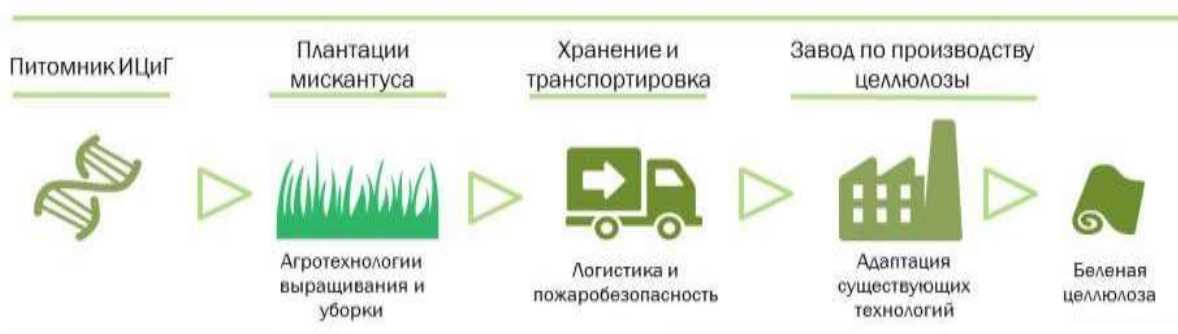 Питомник ИЦиГ
Плантации
мискантуса
Хранение и
транспортировка
Завод по производству
целлюлозы
Агротехнологии
выращивания и
уборки
Логистика и
пожаробезопасность
Адаптация
существующих
технологий
Беленая
целлюлоза